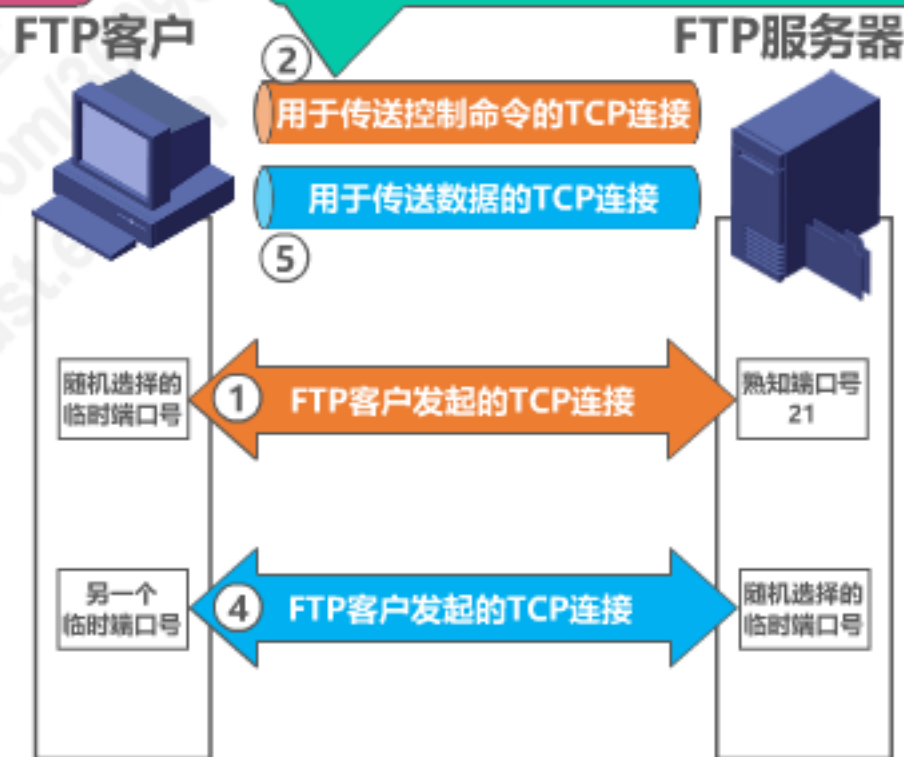 FTP客户
FTP服务器
②
用于传送控制命令的TCP连接
用于传送数据的TCP连接
⑤
随机选择的
临时端口号
① FTP客户发起的TCP连接
熟知端口号
21
另一个
临时端口号
④ FTP客户发起的TCP连接
随机选择的
临时端口号